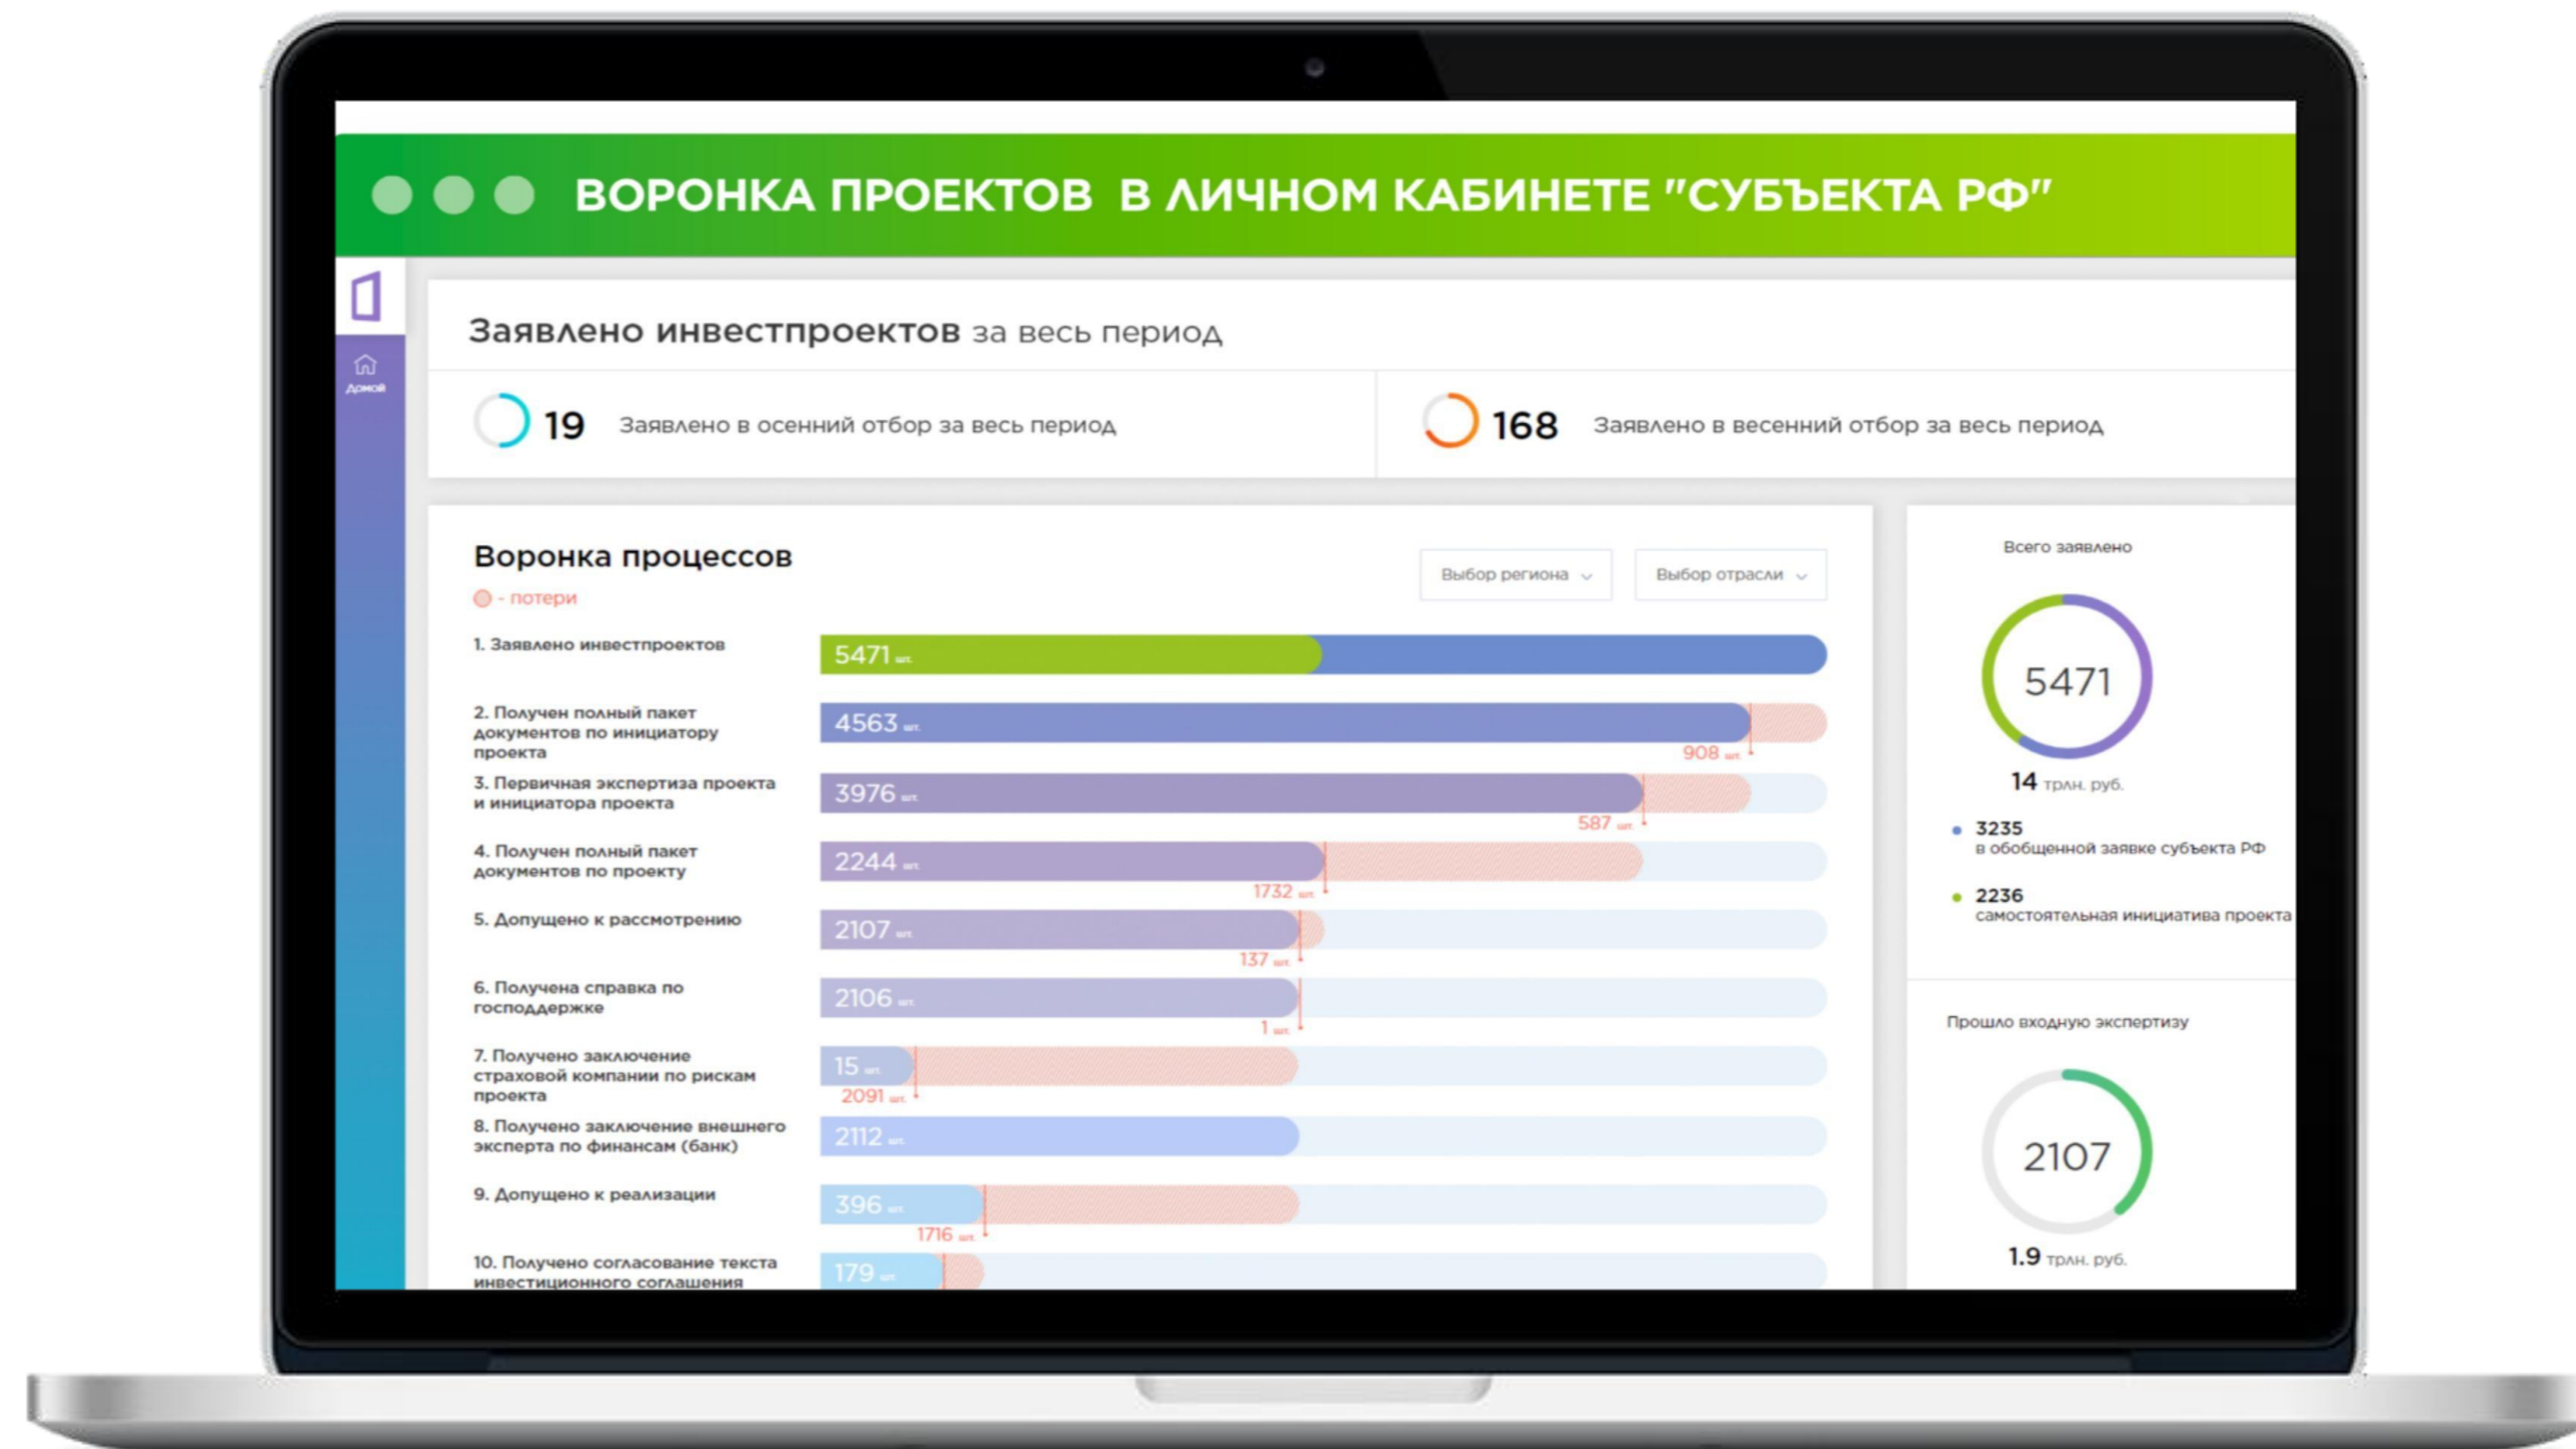 ВОРОНКА ПРОЕКТОВ В ЛИЧНОМ КАБИНЕТЕ "СУБЪЕКТА РФ"
Домой
Заявлено инвестпроектов за весь период
19 Заявлено в осенний отбор за весь период
168 Заявлено в весенний отбор за весь период
Воронка процессов
- потери
Выбор региона
Выбор отрасли
1. Заявлено инвестпроектов
5471 шт.
2. Получен полный пакет
документов по инициатору
проекта
4563 шт.
908 шт.
3. Первичная экспертиза проекта
и инициатора проекта
3976 шт.
587 шт.
4. Получен полный пакет
документов по проекту
2244 шт.
1732 шт.
5. Допущено к рассмотрению
2107 шт.
137 шт.
6. Получена справка по
господдержке
2106 шт.
1 шт.
7. Получено заключение
страховой компании по рискам
проекта
15 шт.
2091 шт.
8. Получено заключение внешнего
эксперта по финансам (банк)
2112 шт.
9. Допущено к реализации
396 шт.
1716 шт.
10. Получено согласование текста
инвестиционного соглашения
179 шт.
Всего заявлено
5471
14 трлн. руб.
3235
в обобщенной заявке субъекта РФ
2236
самостоятельная инициатива проекта
Прошло входную экспертизу
2107
1.9 трлн. руб.